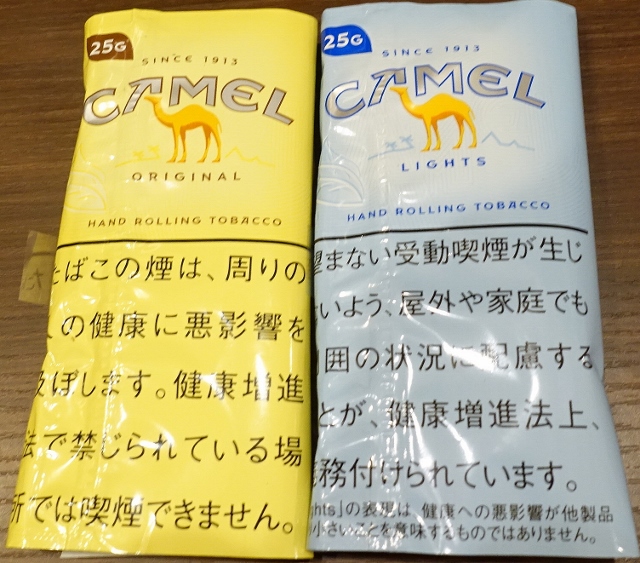 25G
SINCE 1913
CAMEL
ORIGINAL
HAND ROLLING TOBACCO
たばこの煙は、周りの
人の健康に悪影響を
及ぼします。健康増進
法で禁じられている場
所では喫煙できません。
25G
SINCE 1913
CAMEL
LIGHTS
HAND ROLLING TOBACCO
望まない受動喫煙が生じ
ないよう、屋外や家庭でも
周囲の状況に配慮する
ことが、健康増進法上、
義務付けられています。
ights」の表現は、健康への悪影響が他製品
小さいことを意味するものではありません。